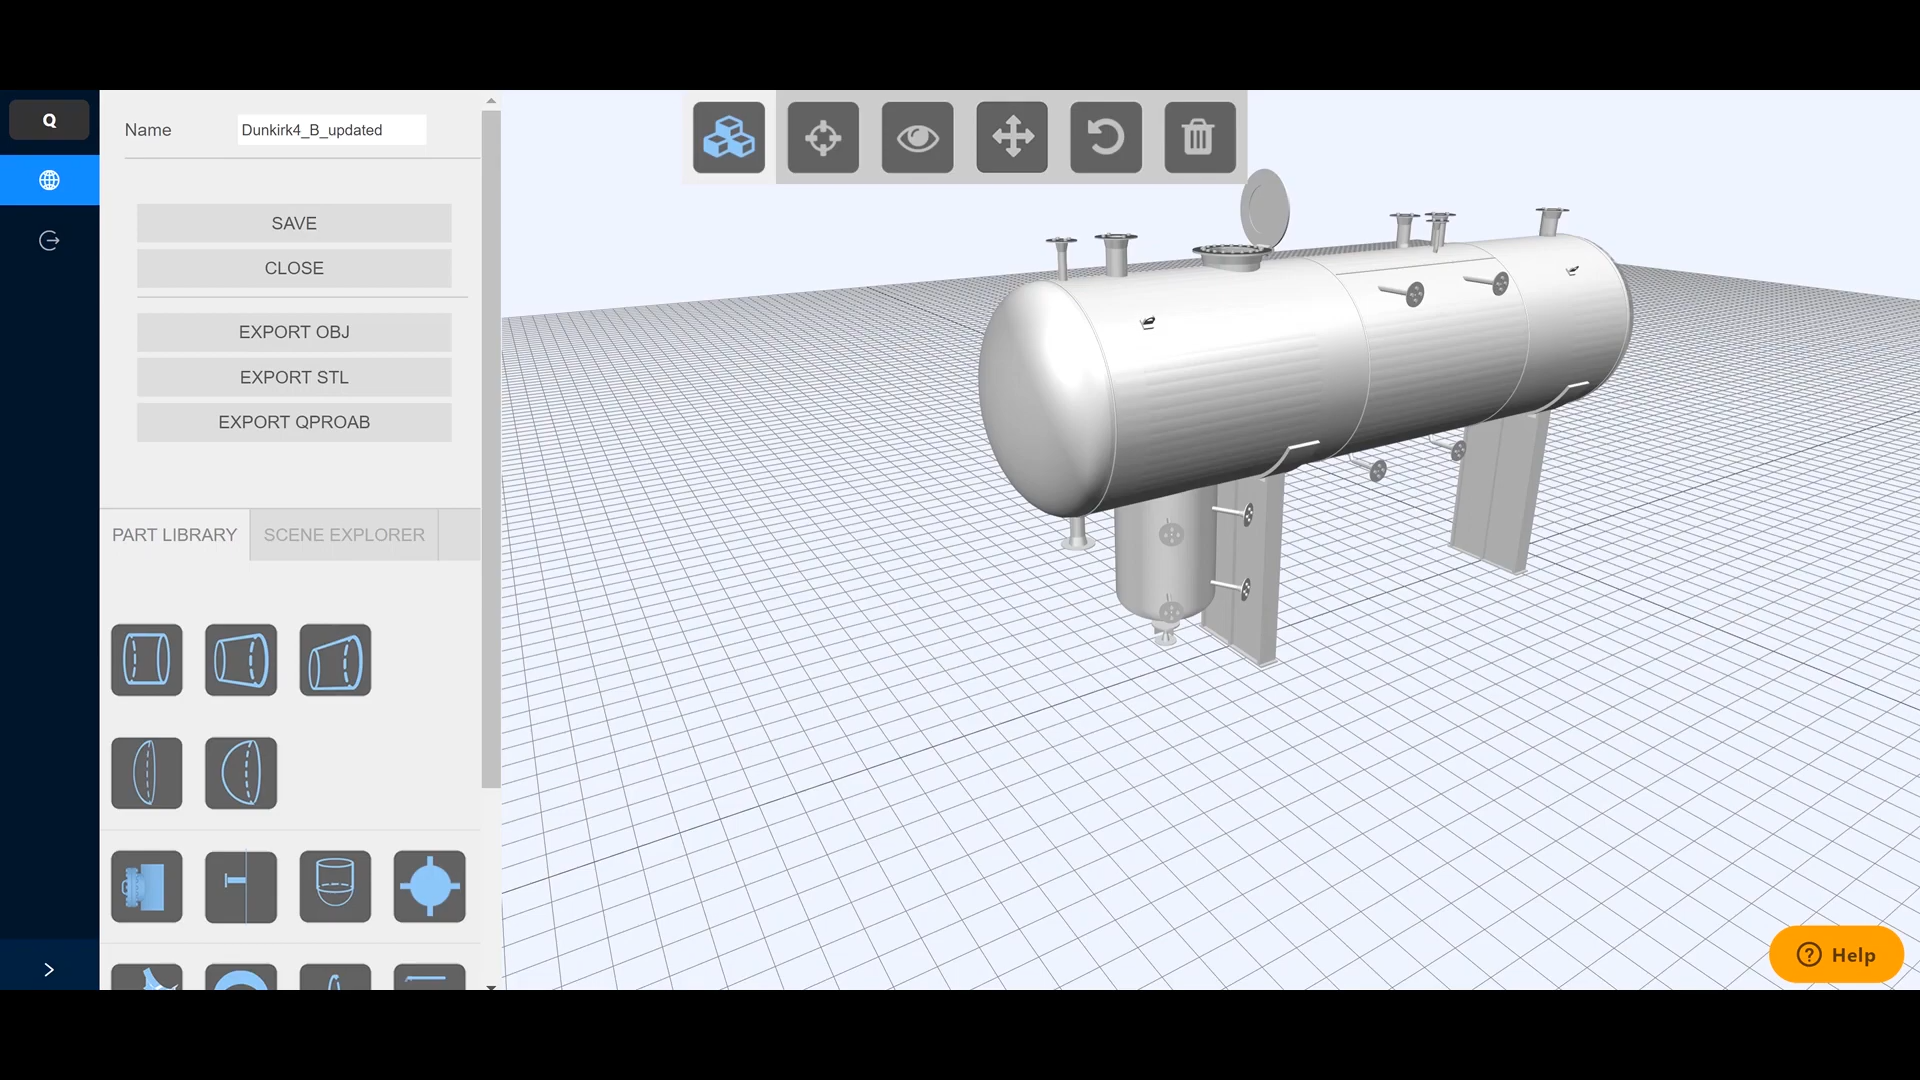 Q
Name
Dunkirk4_B_updated
SAVE
CLOSE
EXPORT OBJ
EXPORT STL
EXPORT QPROAB
PART LIBRARY
SCENE EXPLORER
Help